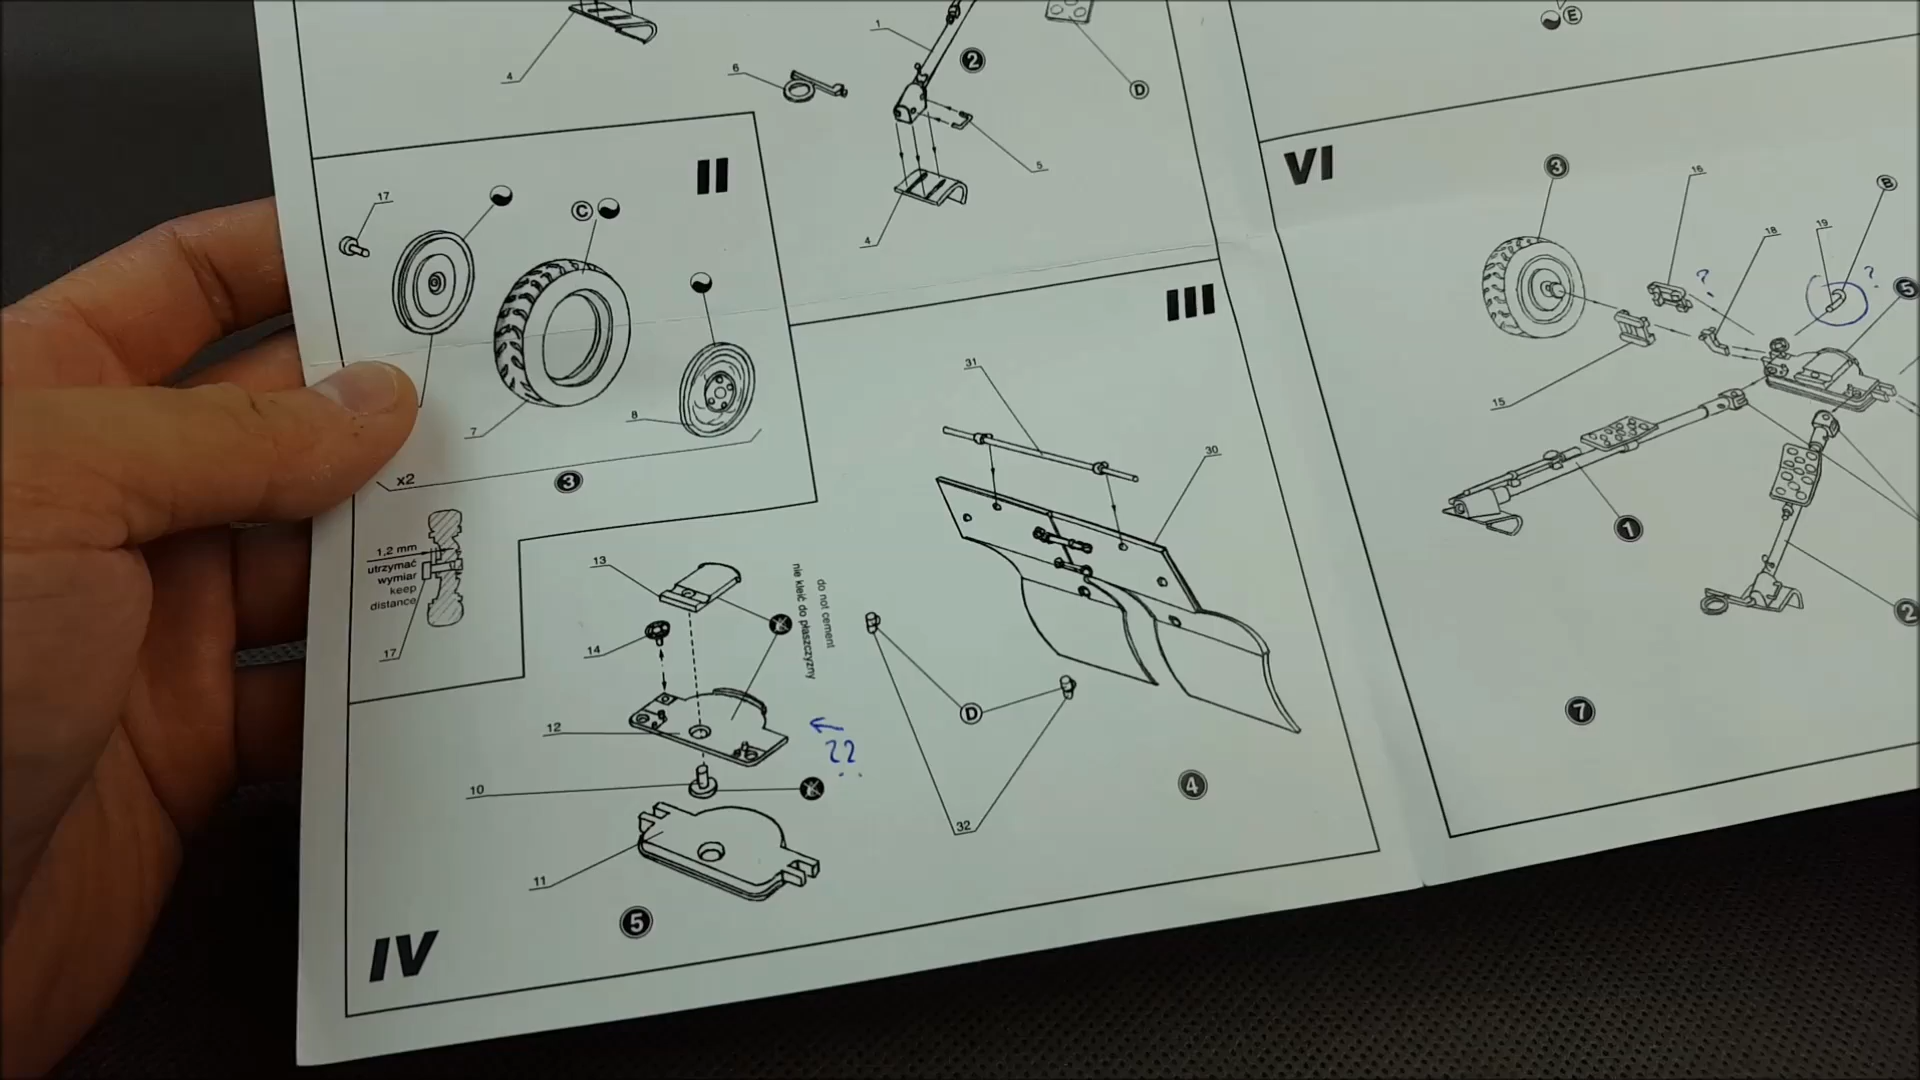 4
6
1
2
D
5
4
E
II
17
C
7
8
x2
3
1,2 mm
utrzymać
wymiar
keep
distance
17
III
31
30
D
32
4
13
14
12
10
11
do not cement
nie kleić do płaszczyzny
??
5
IV
VI
3
16
B
19
18
?
?
5
15
1
2
7